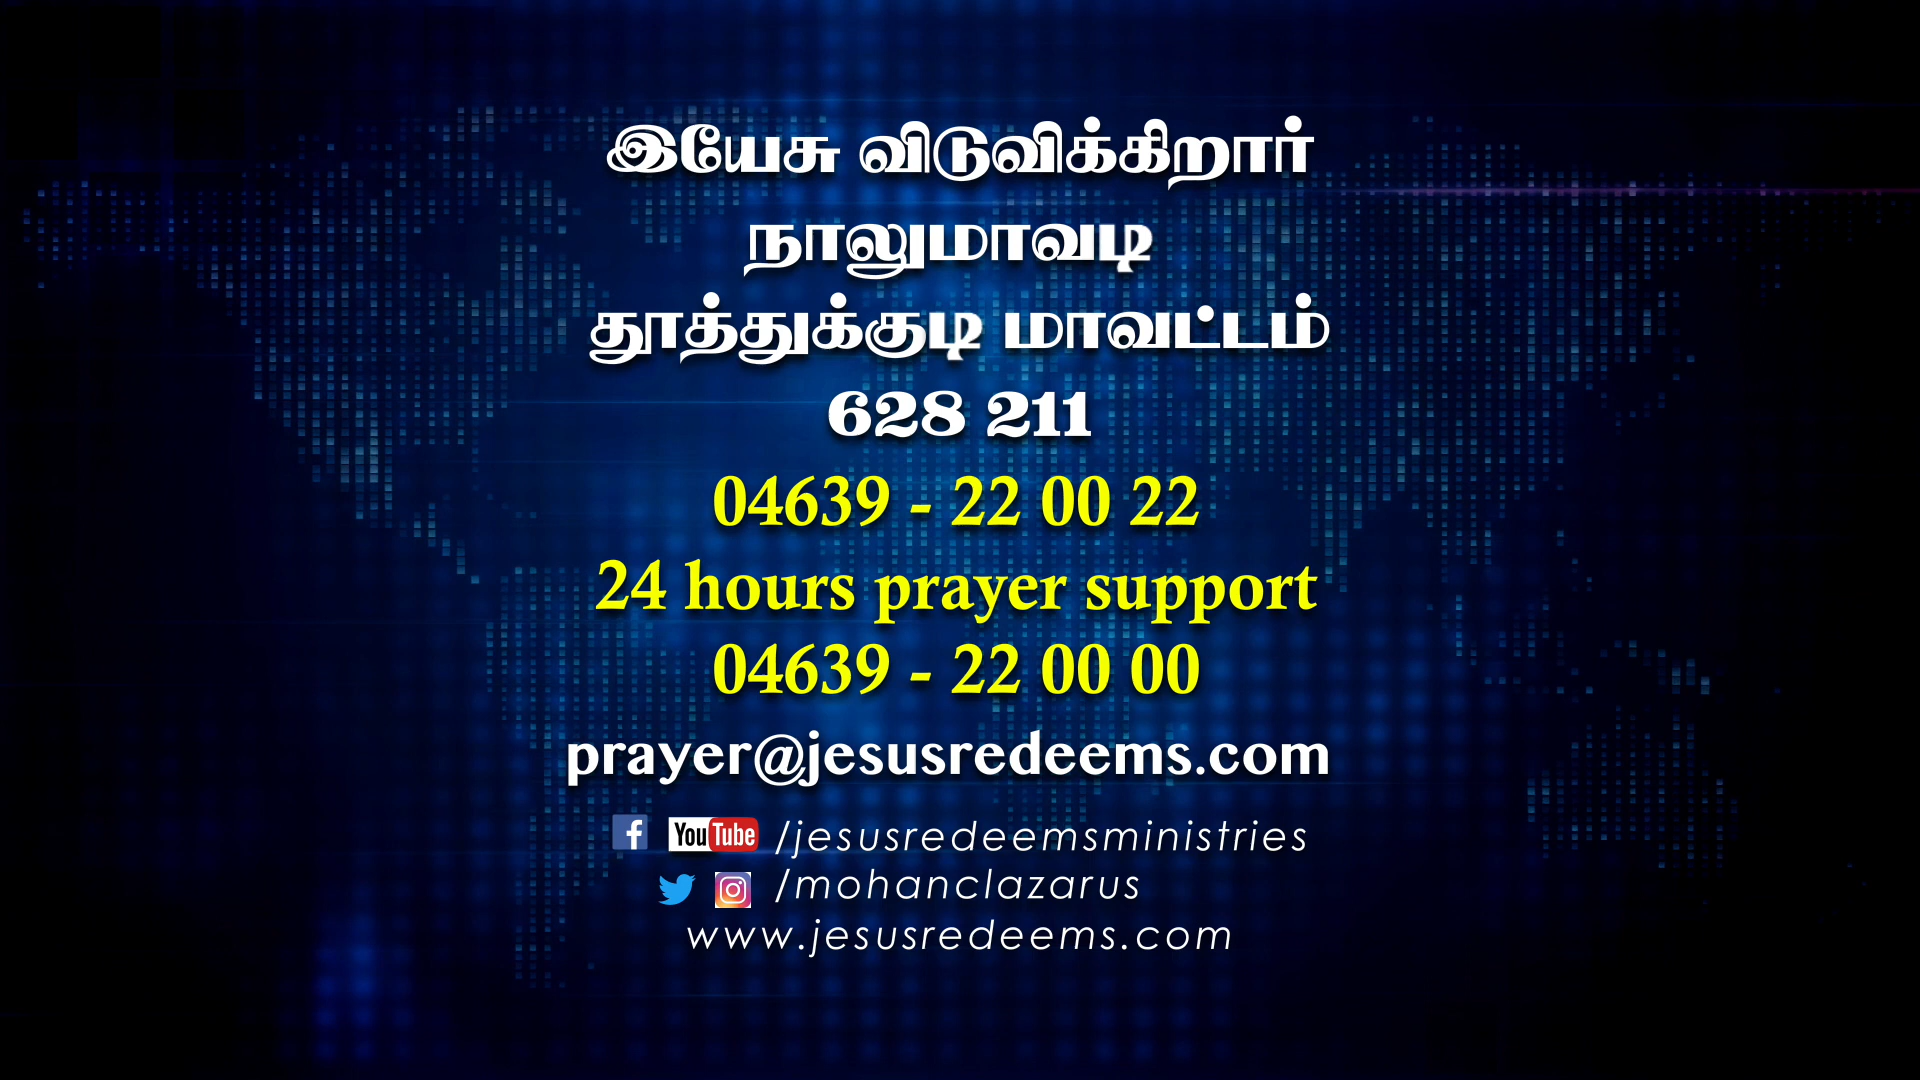 இயேசு விடுவிக்கிறார்
நாலுமாவடி
தூத்துக்குடி மாவட்டம்
628 211
04639 - 22 00 22
24 hours prayer support
04639 - 22 00 00
prayer@jesusredeems.com
f YouTube /jesusredeemsministries
/mohanclazarus
www.jesusredeems.com